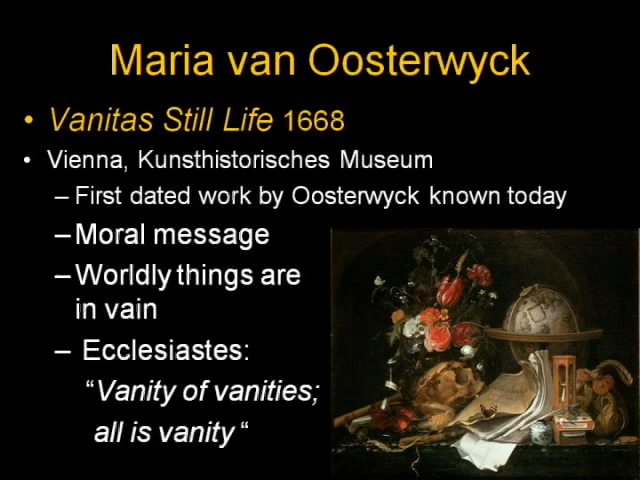 Maria van Oosterwyck
• Vanitas Still Life 1668
• Vienna, Kunsthistorisches Museum
– First dated work by Oosterwyck known today
– Moral message
– Worldly things are
in vain
– Ecclesiastes:
“Vanity of vanities;
all is vanity “